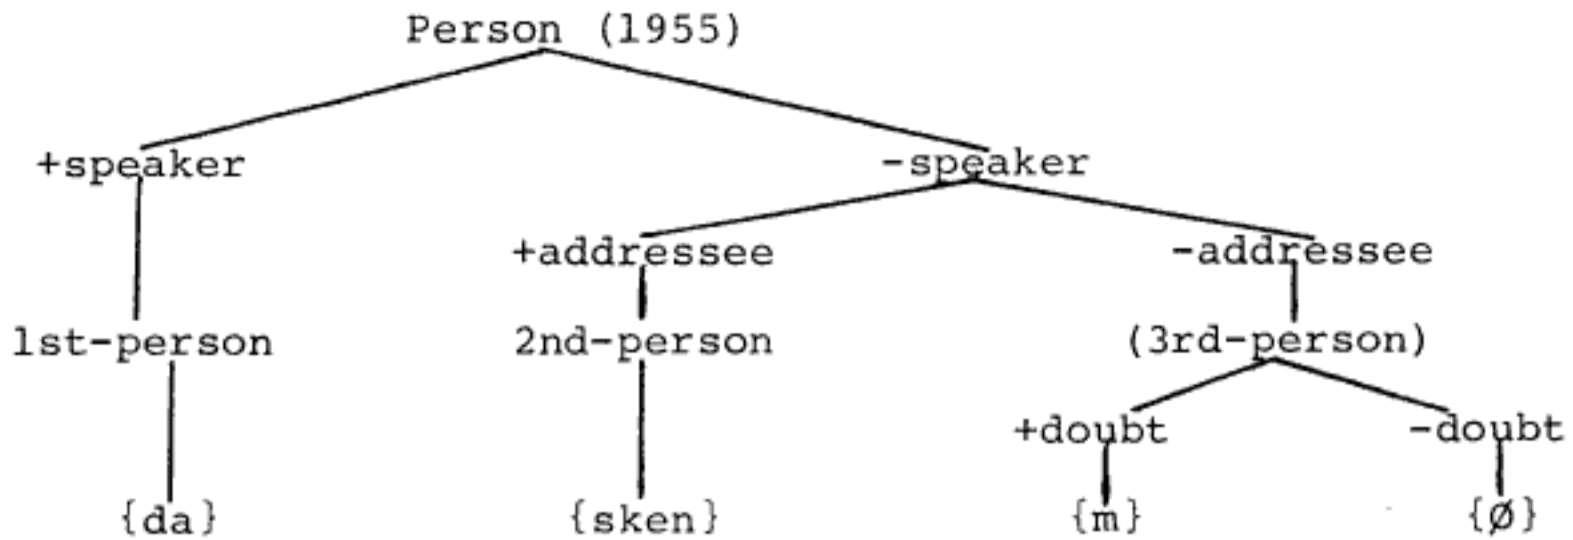 Person (1955)
+speaker -speaker
+addressee -addressee
1st-person 2nd-person (3rd-person)
+doubt -doubt
{da} {sken} {m} {Ø}